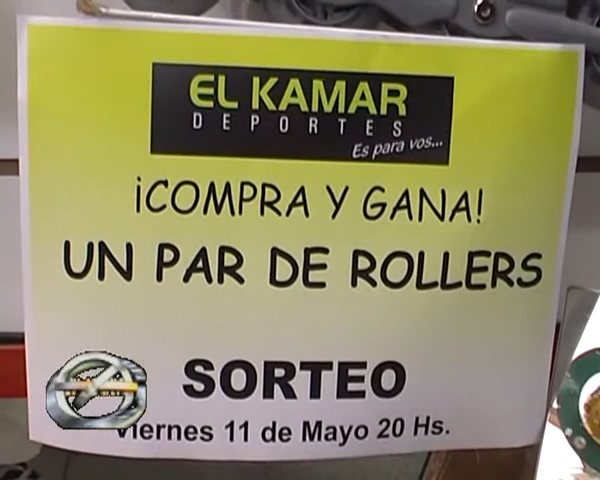 EL KAMAR
DEPORTES
Es para vos...
¡COMPRA Y GANA!
UN PAR DE ROLLERS
SORTEO
Viernes 11 de Mayo 20 Hs.